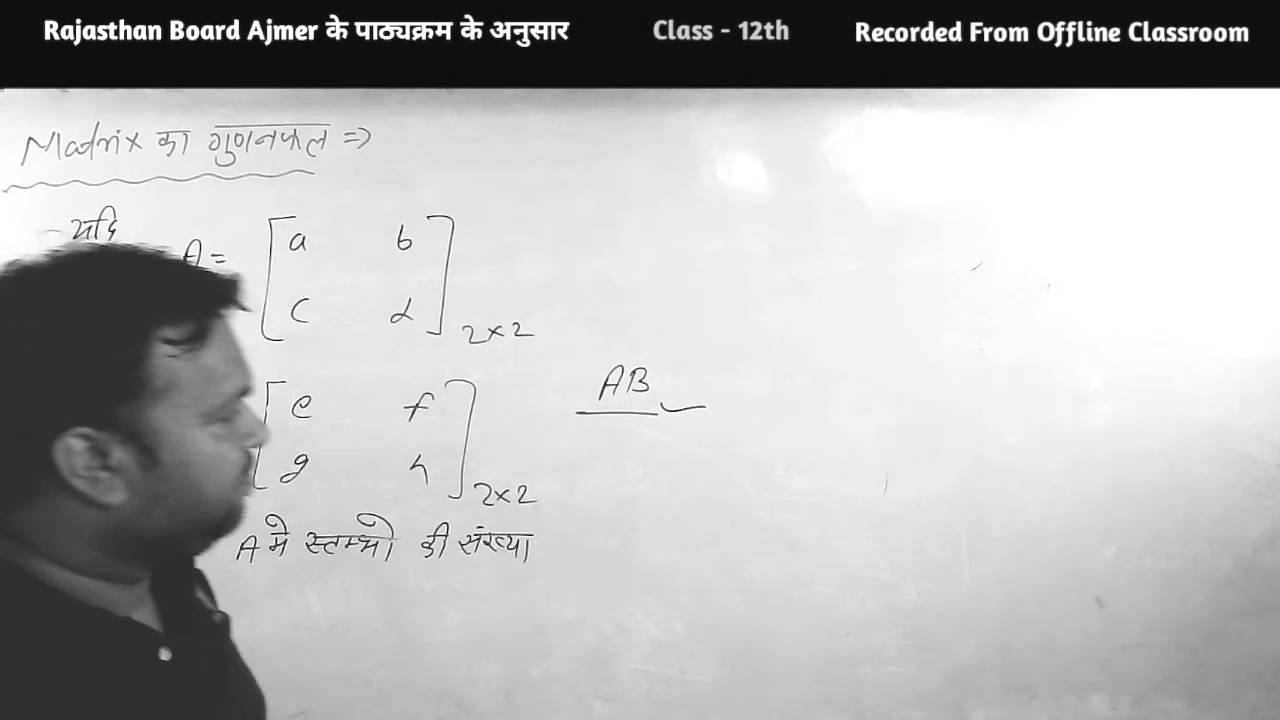 Rajasthan Board Ajmer के पाठ्यक्रम के अनुसार Class - 12th Recorded From Offline Classroom
Matrix का गुणनफल ⇒
यदि
A = [a b
c d] 2×2
[e f
g h] 2×2
AB
A मे स्तम्भो की संख्या